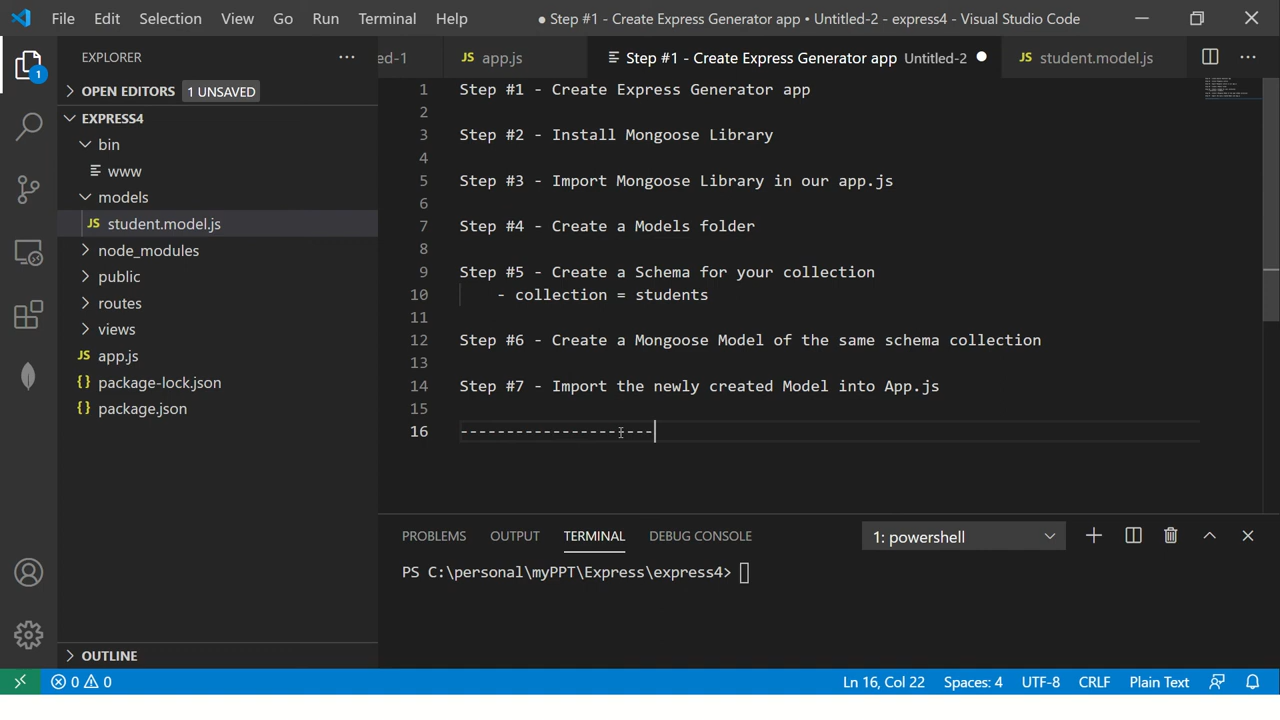 File Edit Selection View Go Run Terminal Help ● Step #1 - Create Express Generator app • Untitled-2 - express4 - Visual Studio Code
EXPLORER
ed-1 JS app.js Step #1 - Create Express Generator app Untitled-2 JS student.model.js
1
OPEN EDITORS 1 UNSAVED
EXPRESS4
bin
www
models
JS student.model.js
node_modules
public
routes
views
JS app.js
{} package-lock.json
{} package.json
OUTLINE
1 Step #1 - Create Express Generator app
2
3 Step #2 - Install Mongoose Library
4
5 Step #3 - Import Mongoose Library in our app.js
6
7 Step #4 - Create a Models folder
8
9 Step #5 - Create a Schema for your collection
10 - collection = students
11
12 Step #6 - Create a Mongoose Model of the same schema collection
13
14 Step #7 - Import the newly created Model into App.js
15
16 ---------------------
PROBLEMS OUTPUT TERMINAL DEBUG CONSOLE 1: powershell
PS C:\personal\myPPT\Express\express4>
0 0 Ln 16, Col 22 Spaces: 4 UTF-8 CRLF Plain Text